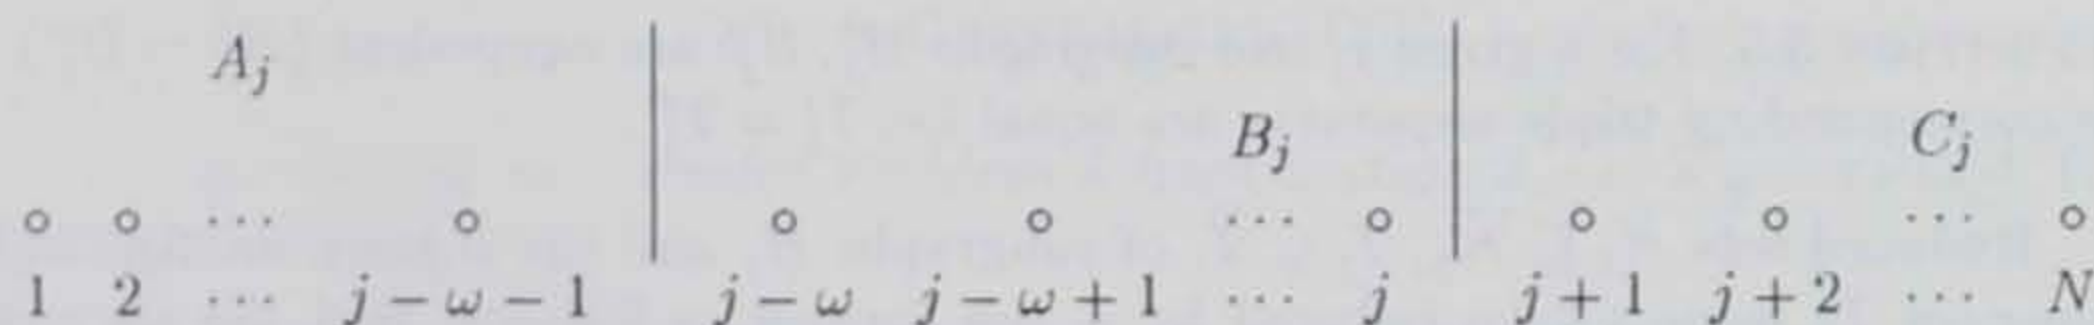 A_j
B_j C_j
∘ ∘ ··· ∘ ∘ ∘ ··· ∘ ∘ ∘ ··· ∘
1 2 ··· j − ω − 1 j − ω j − ω + 1 ··· j j + 1 j + 2 ··· N